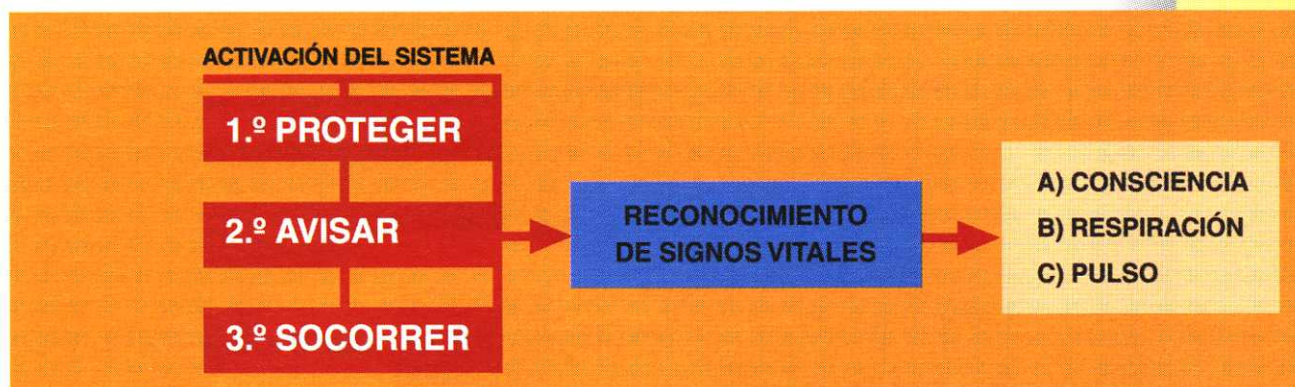 ACTIVACIÓN DEL SISTEMA
1.º PROTEGER
2.º AVISAR
3.º SOCORRER
RECONOCIMIENTO
DE SIGNOS VITALES
A) CONSCIENCIA
B) RESPIRACIÓN
C) PULSO